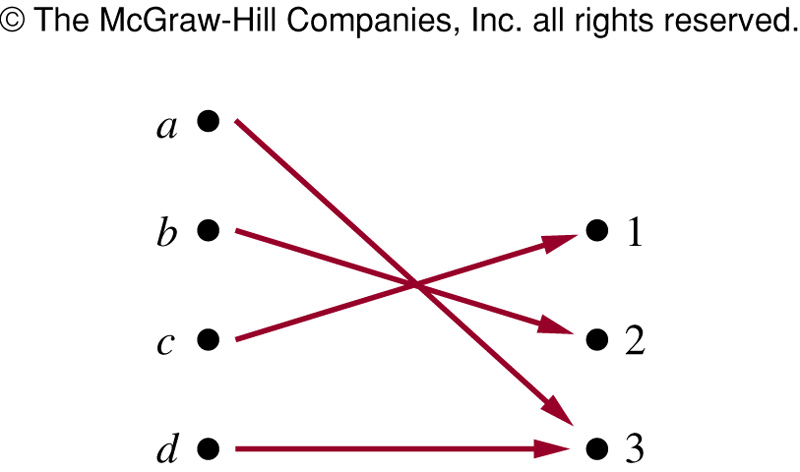 © The McGraw-Hill Companies, Inc. all rights reserved.
a
b 1
c 2
d 3